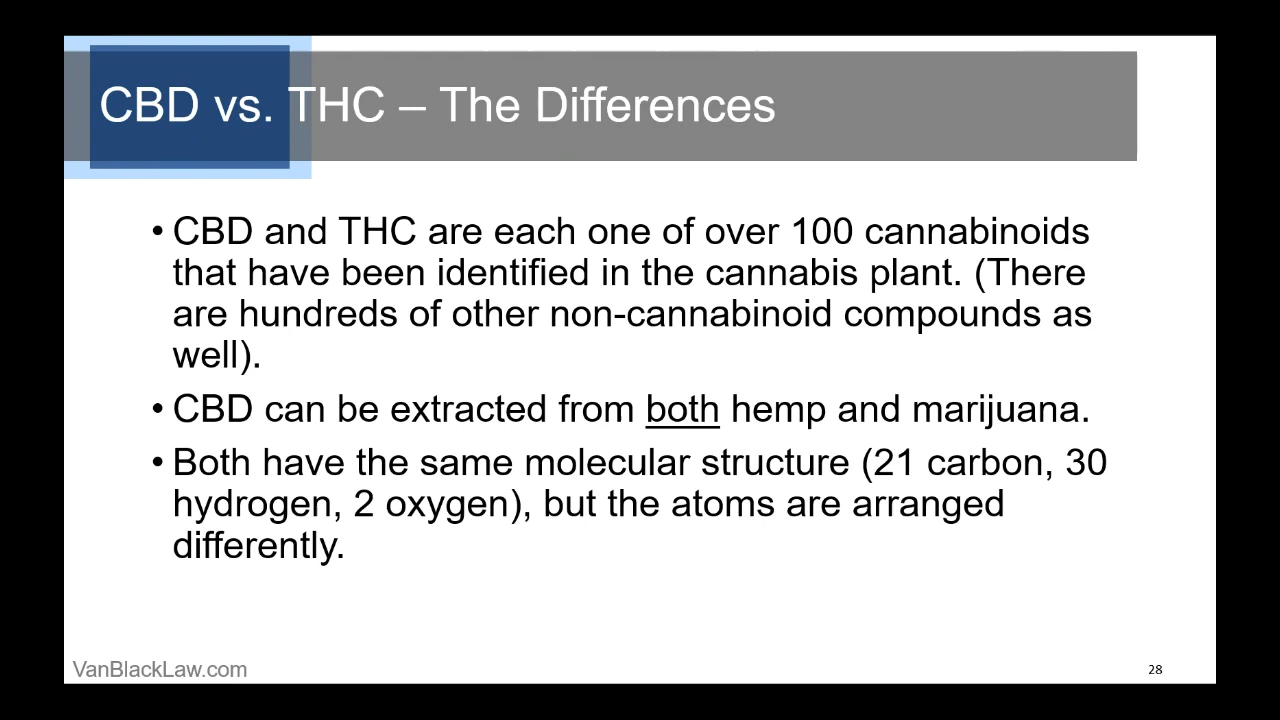 CBD vs. THC – The Differences
• CBD and THC are each one of over 100 cannabinoids
that have been identified in the cannabis plant. (There
are hundreds of other non-cannabinoid compounds as
well).
• CBD can be extracted from both hemp and marijuana.
• Both have the same molecular structure (21 carbon, 30
hydrogen, 2 oxygen), but the atoms are arranged
differently.
VanBlackLaw.com
28